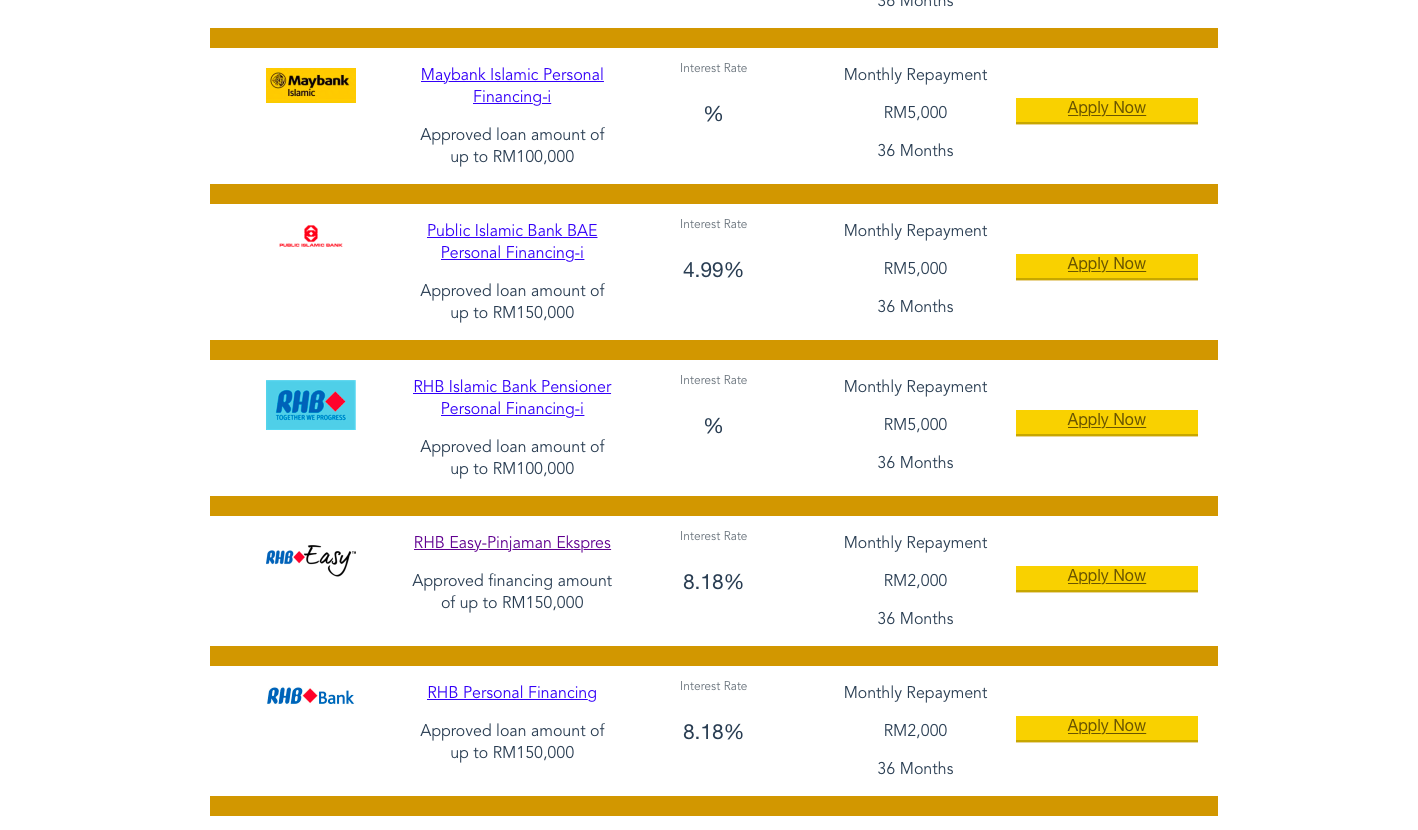 36 Months
Maybank
Islamic
Maybank Islamic Personal
Financing-i
Approved loan amount of
up to RM100,000
Interest Rate
%
Monthly Repayment
RM5,000
36 Months
Apply Now
PUBLIC ISLAMIC BANK
Public Islamic Bank BAE
Personal Financing-i
Approved loan amount of
up to RM150,000
Interest Rate
4.99%
Monthly Repayment
RM5,000
36 Months
Apply Now
RHB
TOGETHER WE PROGRESS
RHB Islamic Bank Pensioner
Personal Financing-i
Approved loan amount of
up to RM100,000
Interest Rate
%
Monthly Repayment
RM5,000
36 Months
Apply Now
RHB Easy™
RHB Easy-Pinjaman Ekspres
Approved financing amount
of up to RM150,000
Interest Rate
8.18%
Monthly Repayment
RM2,000
36 Months
Apply Now
RHB Bank
RHB Personal Financing
Approved loan amount of
up to RM150,000
Interest Rate
8.18%
Monthly Repayment
RM2,000
36 Months
Apply Now